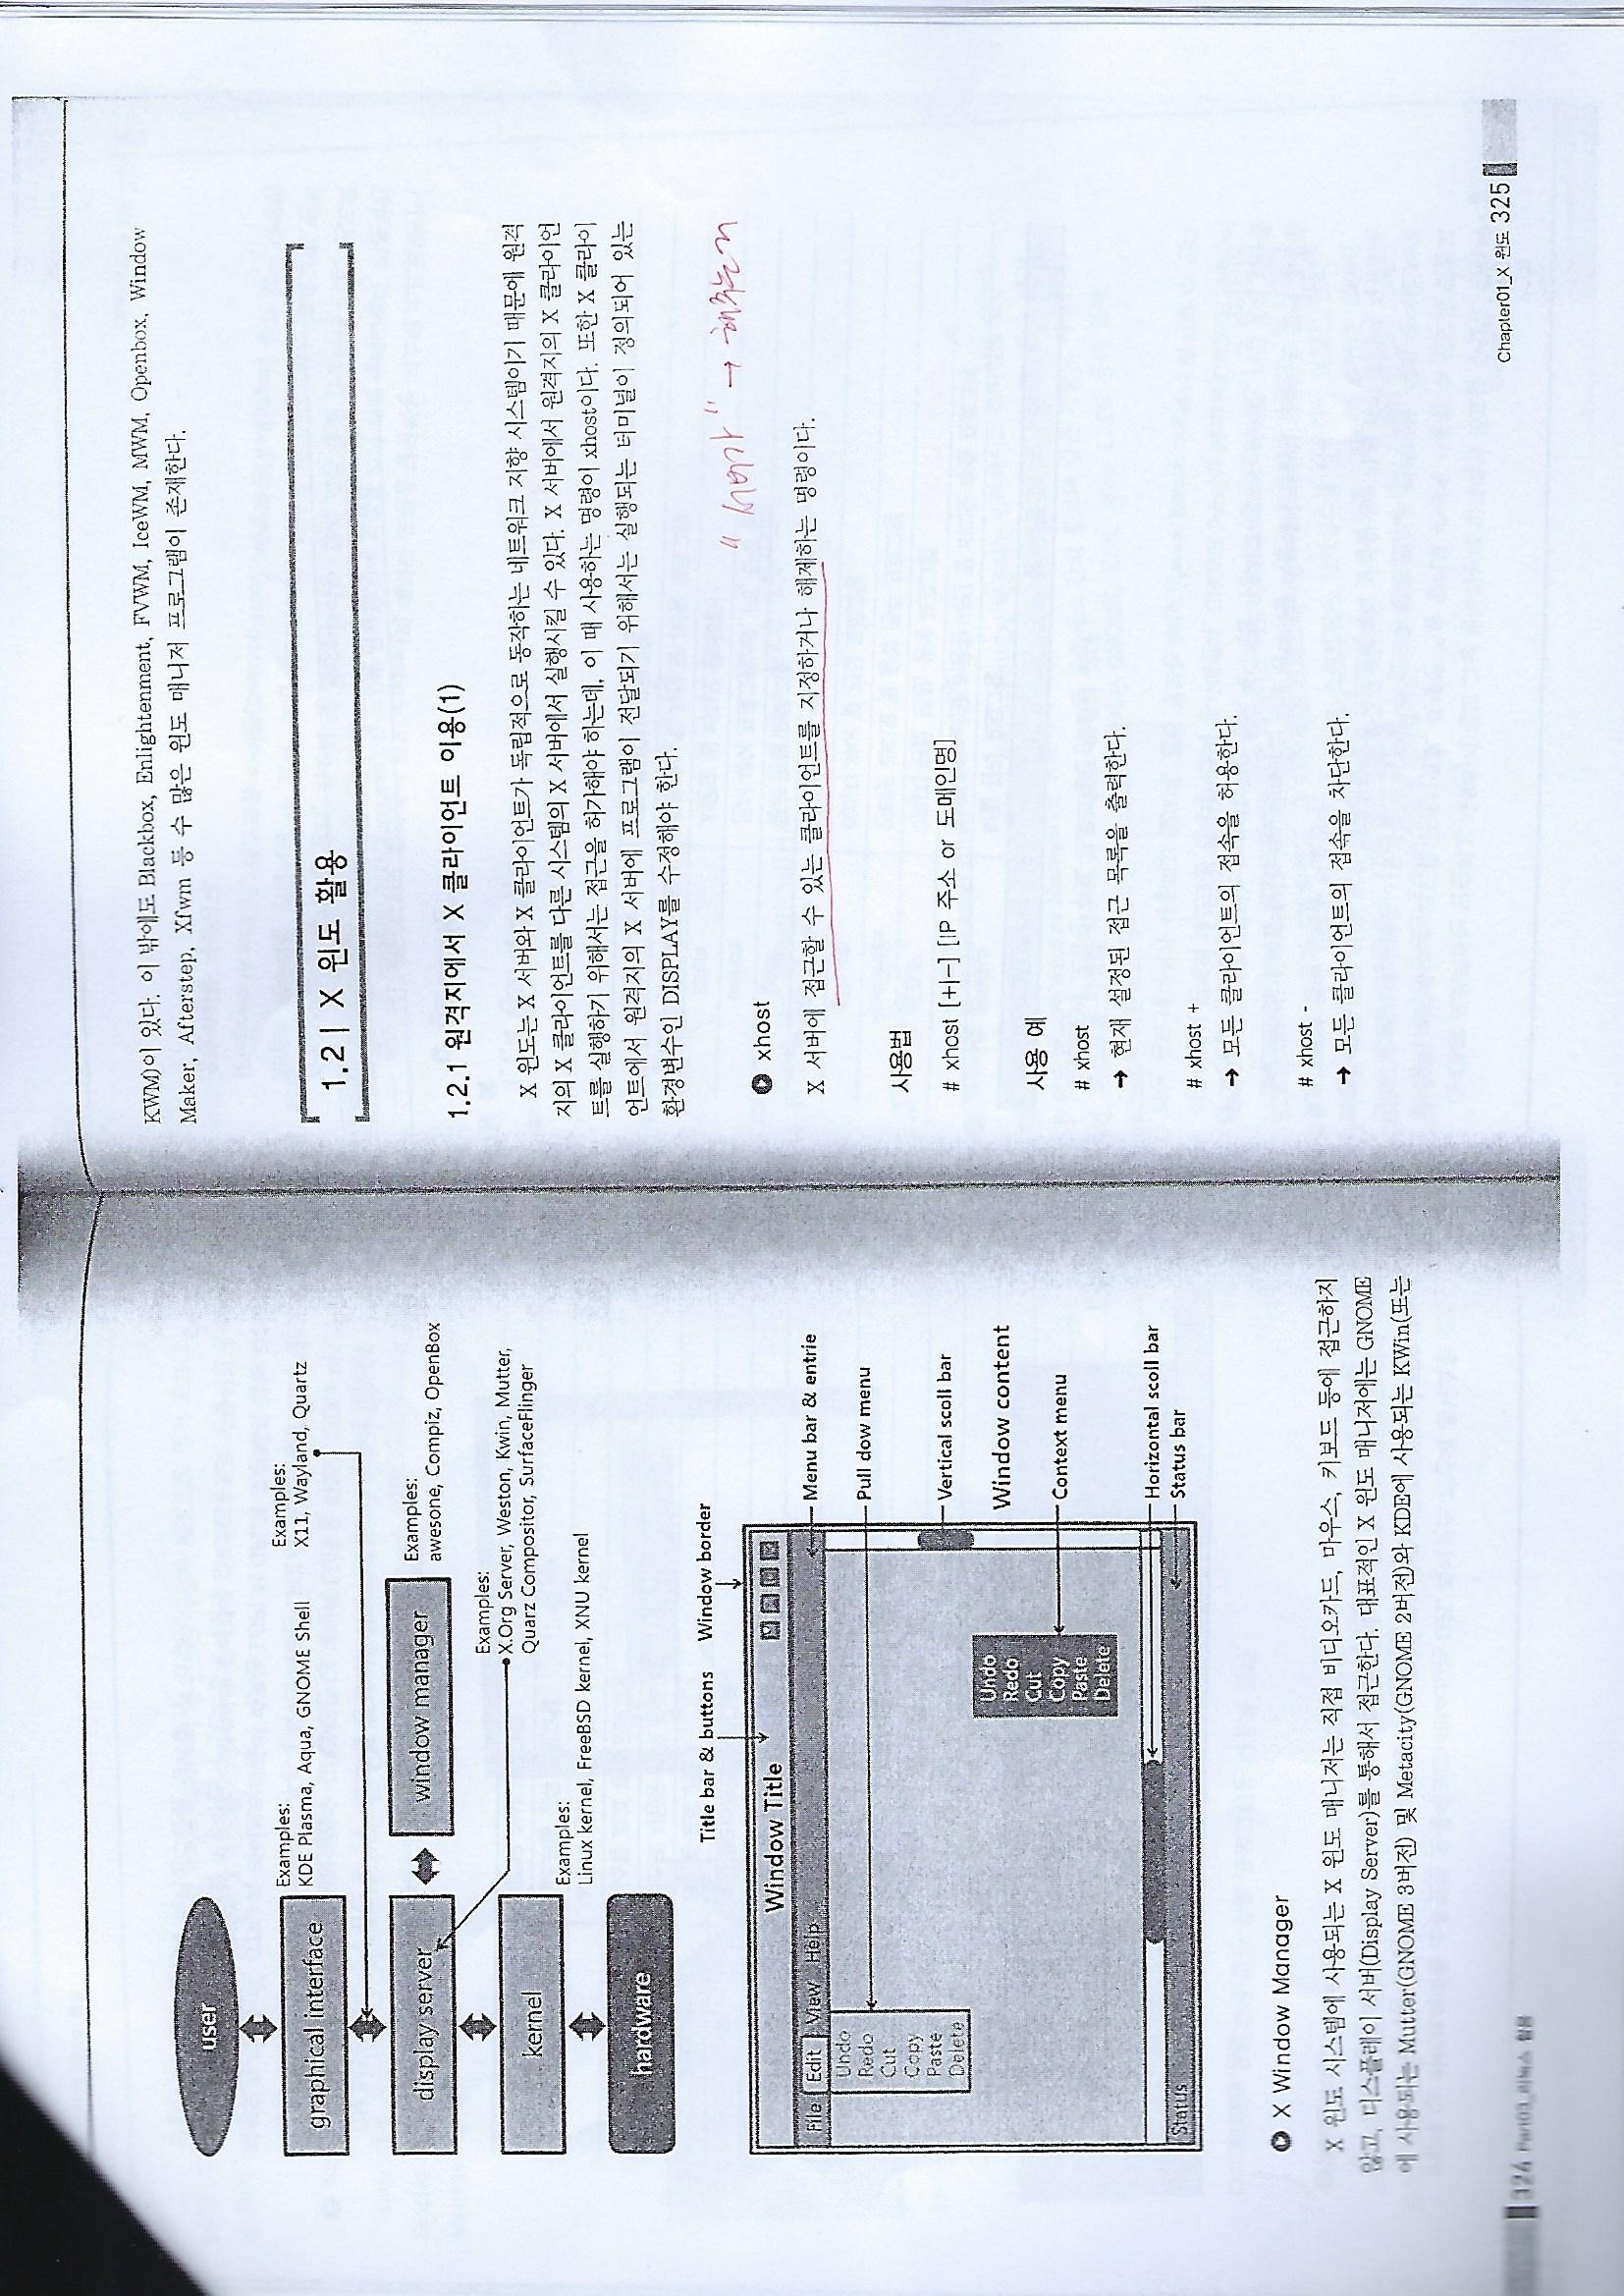 user
graphical interface
Examples:
KDE Plasma, Aqua, GNOME Shell
Examples:
X11, Wayland, Quartz
display server
window manager
Examples:
awesone, Compiz, OpenBox
Examples:
X.Org Server, Weston, Kwin, Mutter,
Quarz Compositor, SurfaceFlinger
kernel
Examples:
Linux kernel, FreeBSD kernel, XNU kernel
hardware
Title bar & buttons
Window border
Window Title
File Edit View Help
Menu bar & entrie
Undo
Redo
Cut
Copy
Paste
Delete
Pull dow menu
Vertical scoll bar
Window content
Undo
Redo
Cut
Copy
Paste
Delete
Context menu
Horizontal scoll bar
Status
Status bar
X Window Manager
X 윈도 시스템에 사용되는 X 윈도 매니저는 직접 비디오카드, 마우스, 키보드 등에 접근하지
않고, 디스플레이 서버(Display Server)를 통해서 접근한다. 대표적인 X 윈도 매니저에는 GNOME
에 사용되는 Mutter(GNOME 3버전) 및 Metacity(GNOME 2버전)와 KDE에 사용되는 KWin(또는
324 Part03_리눅스 활용
KWM)이 있다. 이 밖에도 Blackbox, Enlightenment, FVWM, IceWM, MWM, Openbox, Window
Maker, Afterstep, Xfwm 등 수 많은 윈도 매니저 프로그램이 존재한다.
1.2 | X 윈도 활용
1.2.1 원격지에서 X 클라이언트 이용(1)
X 윈도는 X 서버와 X 클라이언트가 독립적으로 동작하는 네트워크 지향 시스템이기 때문에 원격
지의 X 클라이언트를 다른 시스템의 X 서버에서 실행시킬 수 있다. X 서버에서 원격지의 X 클라이언
트를 실행하기 위해서는 접근을 허가해야 하는데, 이 때 사용하는 명령이 xhost이다. 또한 X 클라이
언트에서 원격지의 X 서버에 프로그램이 전달되기 위해서는 실행되는 터미널이 정의되어 있는
환경변수인 DISPLAY를 수정해야 한다.
"서버가" → 해주는거
xhost
X 서버에 접근할 수 있는 클라이언트를 지정하거나 해제하는 명령이다.
사용법
# xhost [+|−] [IP 주소 or 도메인명]
사용 예
# xhost
→ 현재 설정된 접근 목록을 출력한다.
# xhost +
→ 모든 클라이언트의 접속을 허용한다.
# xhost -
→ 모든 클라이언트의 접속을 차단한다.
Chapter01_X 윈도 325